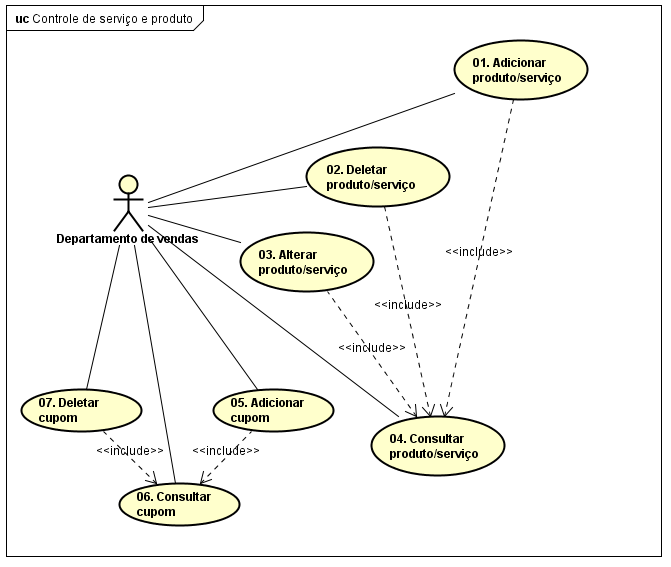 uc Controle de serviço e produto
01. Adicionar
produto/serviço
02. Deletar
produto/serviço
Departamento de vendas
03. Alterar
produto/serviço
<<include>>
<<include>>
<<include>>
07. Deletar
cupom
05. Adicionar
cupom
04. Consultar
produto/serviço
<<include>>
<<include>>
06. Consultar
cupom